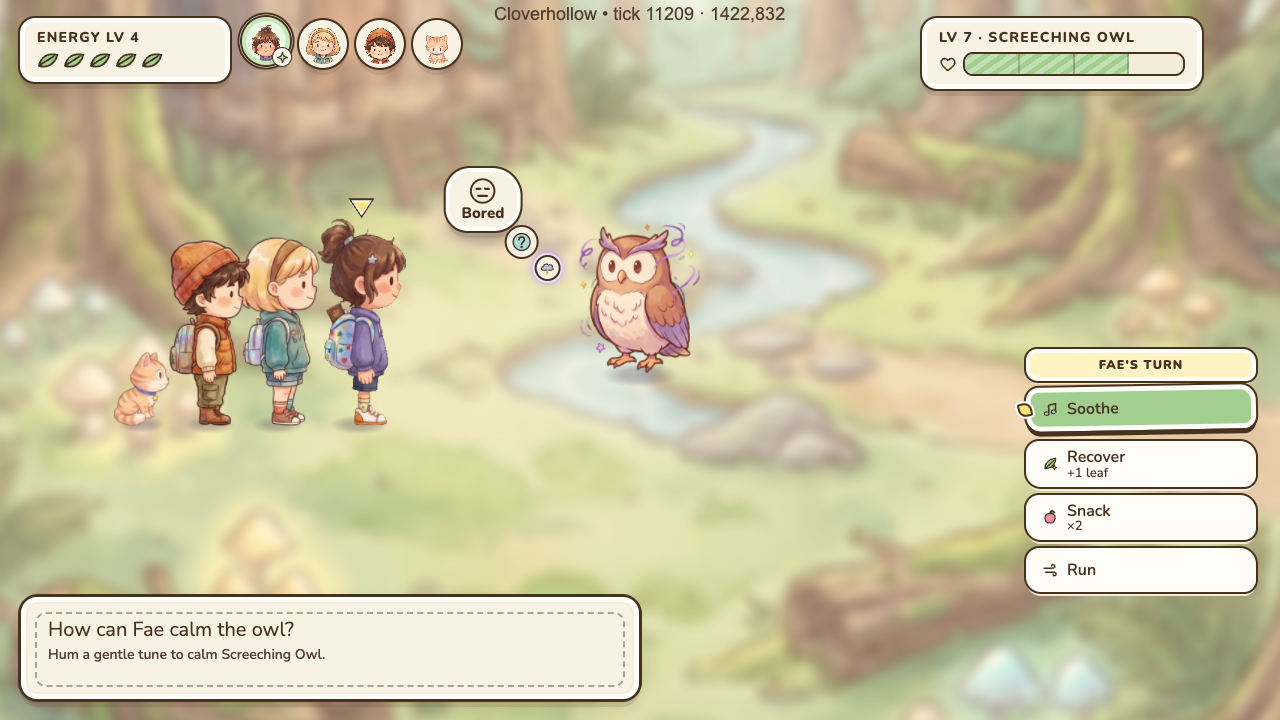 Cloverhollow • tick 11209 · 1422,832
ENERGY LV 4
LV 7 · SCREECHING OWL
Bored
?
FAE'S TURN
Soothe
Recover
+1 leaf
Snack
×2
Run
How can Fae calm the owl?
Hum a gentle tune to calm Screeching Owl.